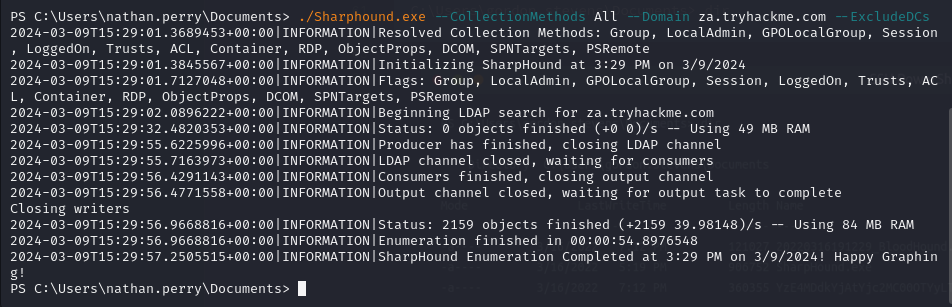 PS C:\Users\nathan.perry\Documents> ./Sharphound.exe --CollectionMethods All --Domain za.tryhackme.com --ExcludeDCs
2024-03-09T15:29:01.3689453+00:00|INFORMATION|Resolved Collection Methods: Group, LocalAdmin, GPOLocalGroup, Session
, LoggedOn, Trusts, ACL, Container, RDP, ObjectProps, DCOM, SPNTargets, PSRemote
2024-03-09T15:29:01.3845567+00:00|INFORMATION|Initializing SharpHound at 3:29 PM on 3/9/2024
2024-03-09T15:29:01.7127048+00:00|INFORMATION|Flags: Group, LocalAdmin, GPOLocalGroup, Session, LoggedOn, Trusts, AC
L, Container, RDP, ObjectProps, DCOM, SPNTargets, PSRemote
2024-03-09T15:29:02.0896222+00:00|INFORMATION|Beginning LDAP search for za.tryhackme.com
2024-03-09T15:29:32.4820353+00:00|INFORMATION|Status: 0 objects finished (+0 0)/s -- Using 49 MB RAM
2024-03-09T15:29:55.6225996+00:00|INFORMATION|Producer has finished, closing LDAP channel
2024-03-09T15:29:55.7163973+00:00|INFORMATION|LDAP channel closed, waiting for consumers
2024-03-09T15:29:56.4291143+00:00|INFORMATION|Consumers finished, closing output channel
2024-03-09T15:29:56.4771558+00:00|INFORMATION|Output channel closed, waiting for output task to complete
Closing writers
2024-03-09T15:29:56.9668816+00:00|INFORMATION|Status: 2159 objects finished (+2159 39.98148)/s -- Using 84 MB RAM
2024-03-09T15:29:56.9668816+00:00|INFORMATION|Enumeration finished in 00:00:54.8976548
2024-03-09T15:29:57.2505515+00:00|INFORMATION|SharpHound Enumeration Completed at 3:29 PM on 3/9/2024! Happy Graphin
g!
PS C:\Users\nathan.perry\Documents>